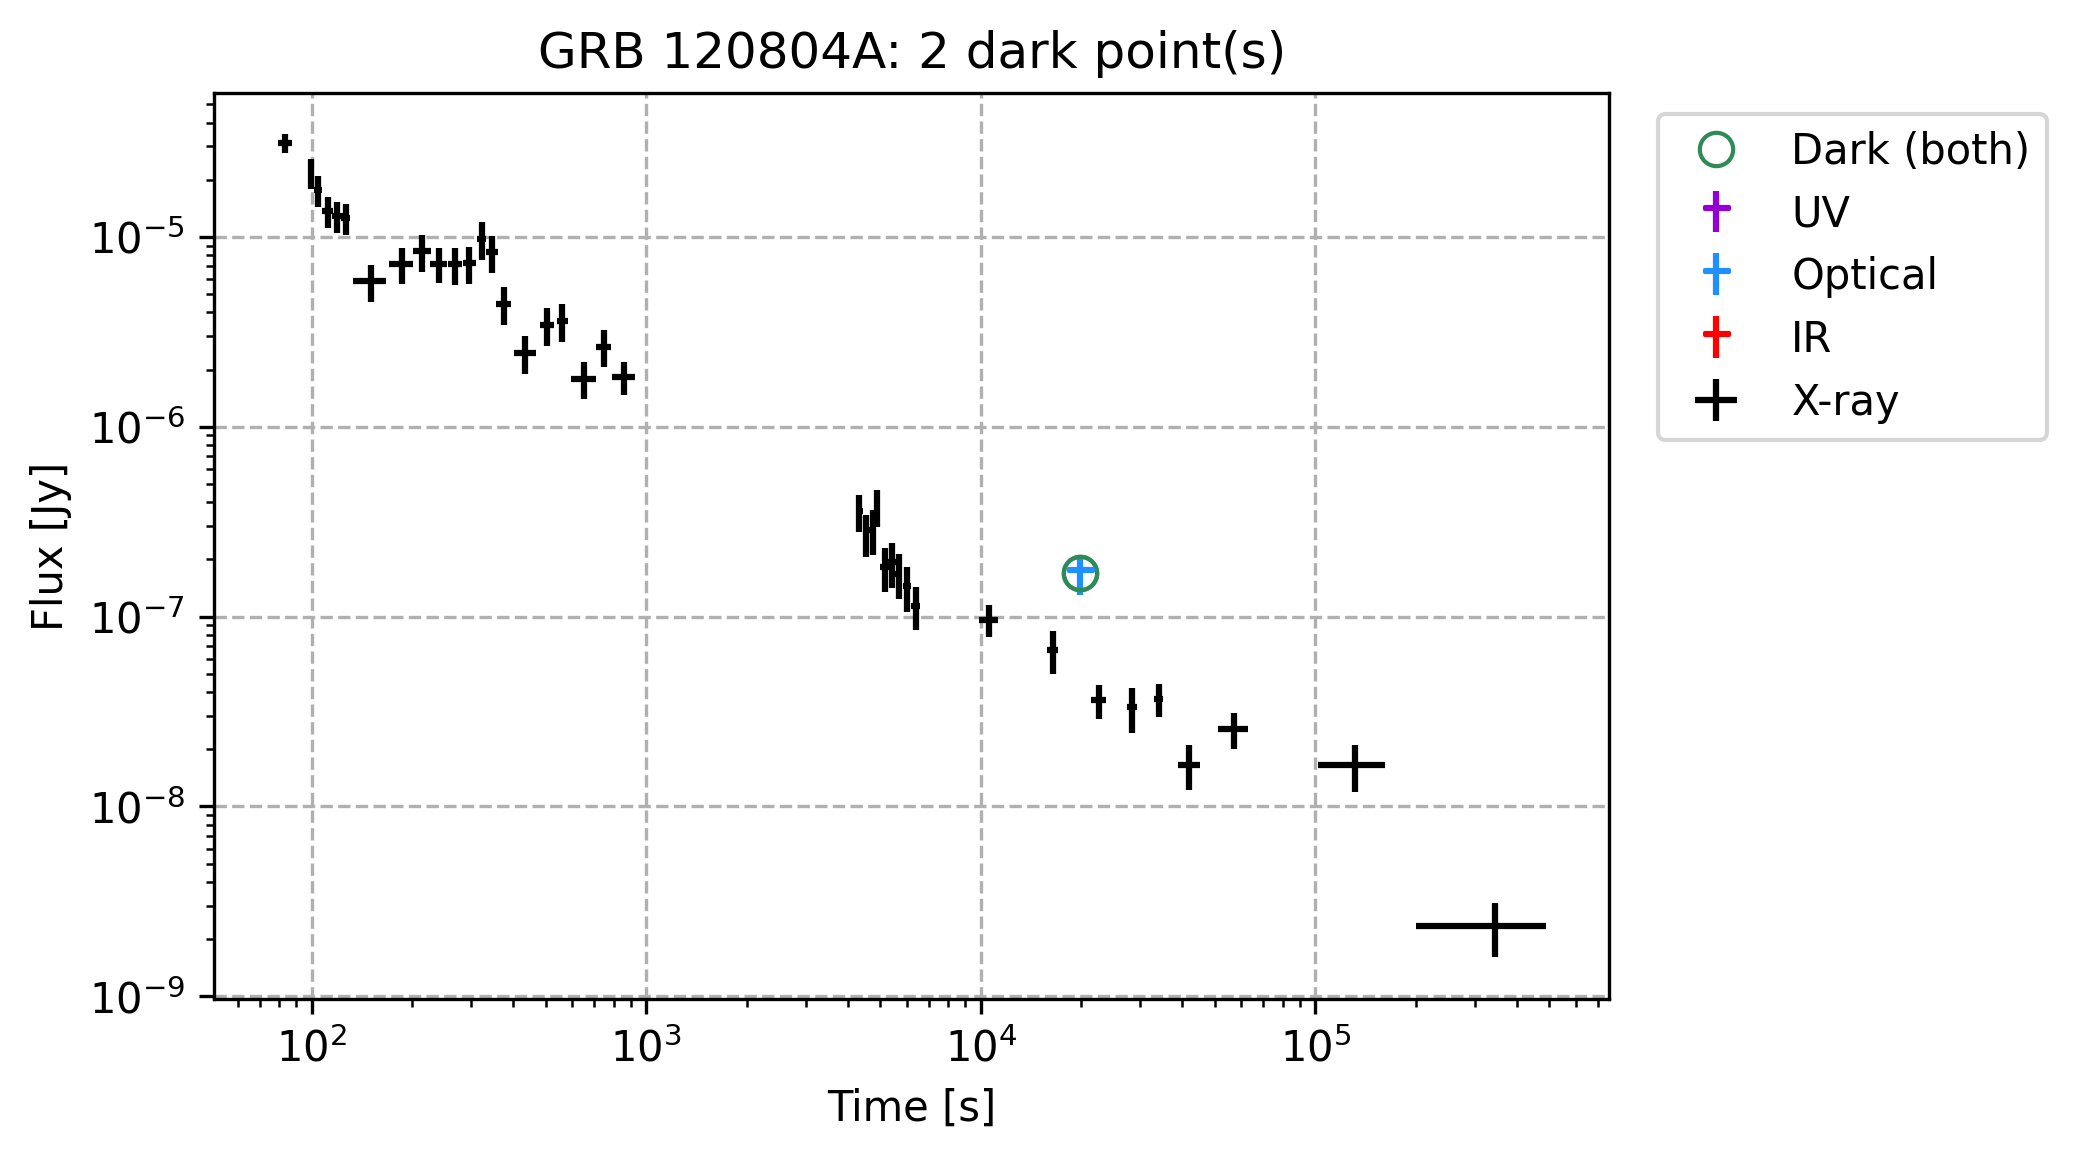 GRB 120804A: 2 dark point(s)
Dark (both)
UV
Optical
IR
X-ray
Flux [Jy]
10⁻⁵
10⁻⁶
10⁻⁷
10⁻⁸
10⁻⁹
10²
10³
10⁴
10⁵
Time [s]